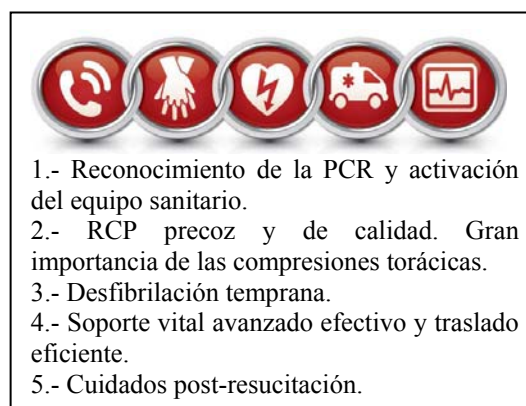 1.- Reconocimiento de la PCR y activación
del equipo sanitario.
2.- RCP precoz y de calidad. Gran
importancia de las compresiones torácicas.
3.- Desfibrilación temprana.
4.- Soporte vital avanzado efectivo y traslado
eficiente.
5.- Cuidados post-resucitación.